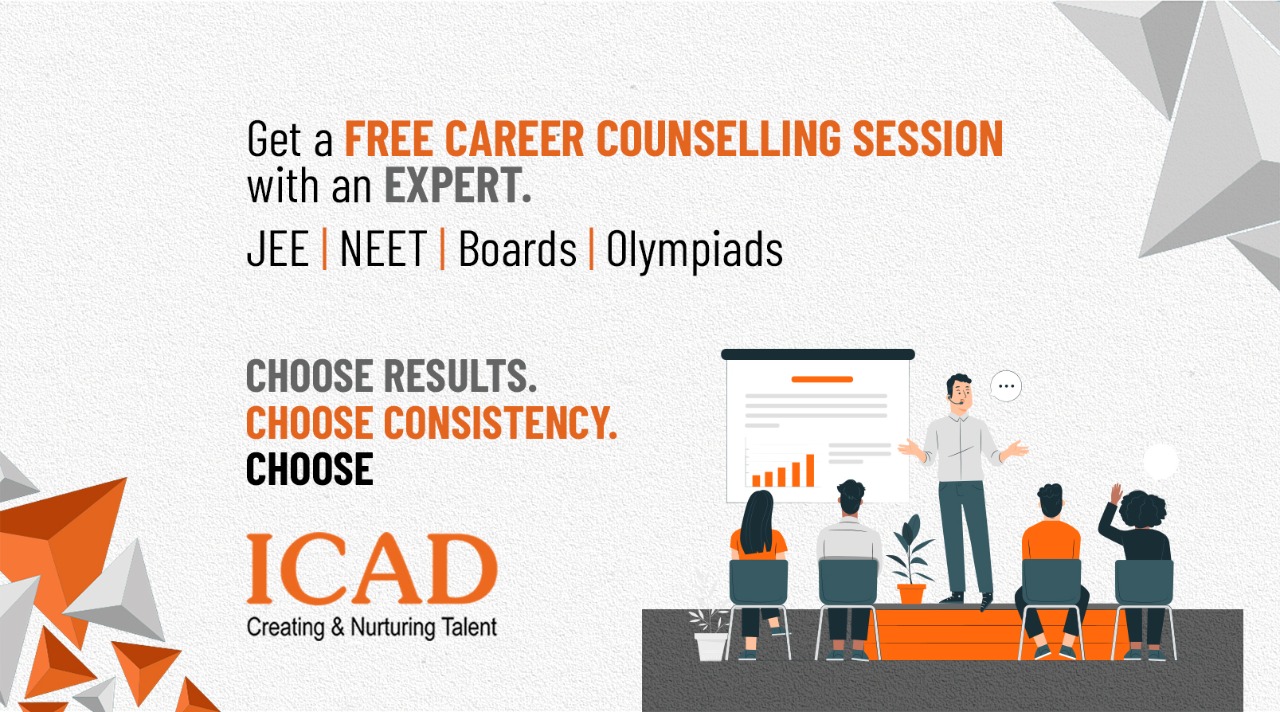 Get a FREE CAREER COUNSELLING SESSION
with an EXPERT.
JEE | NEET | Boards | Olympiads
CHOOSE RESULTS.
CHOOSE CONSISTENCY.
CHOOSE
ICAD
Creating & Nurturing Talent